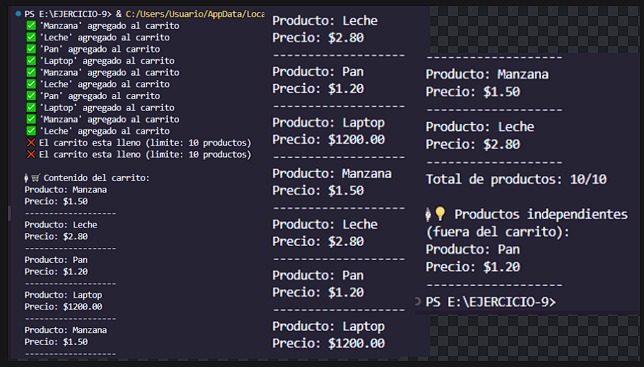 PS E:\EJERCICIO-9> & C:/Users/Usuario/AppData/Loca
✅ 'Manzana' agregado al carrito
✅ 'Leche' agregado al carrito
✅ 'Pan' agregado al carrito
✅ 'Laptop' agregado al carrito
✅ 'Manzana' agregado al carrito
✅ 'Leche' agregado al carrito
✅ 'Pan' agregado al carrito
✅ 'Laptop' agregado al carrito
✅ 'Manzana' agregado al carrito
✅ 'Leche' agregado al carrito
❌ El carrito esta lleno (limite: 10 productos)
❌ El carrito esta lleno (limite: 10 productos)
🛒 Contenido del carrito:
Producto: Manzana
Precio: $1.50
--------------------
Producto: Leche
Precio: $2.80
--------------------
Producto: Pan
Precio: $1.20
--------------------
Producto: Laptop
Precio: $1200.00
--------------------
Producto: Manzana
Precio: $1.50
--------------------
Producto: Leche
Precio: $2.80
--------------------
Producto: Pan
Precio: $1.20
--------------------
Producto: Laptop
Precio: $1200.00
--------------------
Producto: Manzana
Precio: $1.50
--------------------
Producto: Leche
Precio: $2.80
--------------------
Producto: Pan
Precio: $1.20
--------------------
Producto: Laptop
Precio: $1200.00
--------------------
Producto: Manzana
Precio: $1.50
--------------------
Producto: Leche
Precio: $2.80
--------------------
Total de productos: 10/10
💡 Productos independientes
(fuera del carrito):
Producto: Pan
Precio: $1.20
--------------------
PS E:\EJERCICIO-9>